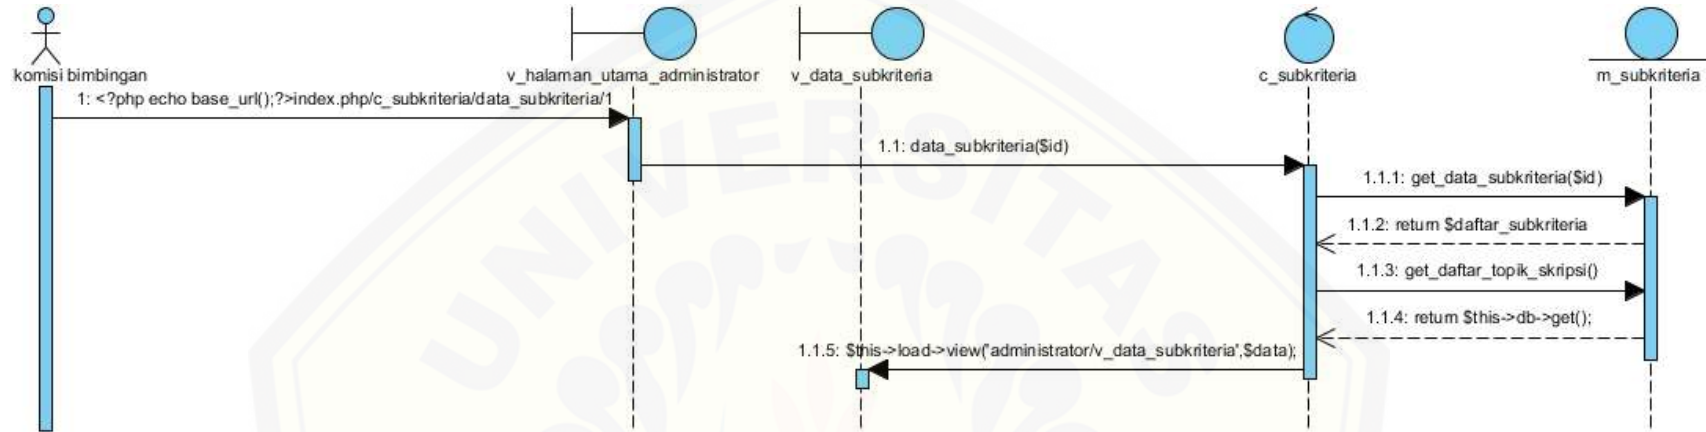 komisi bimbingan
v_halaman_utama_administrator
v_data_subkriteria
c_subkriteria
m_subkriteria
1: <?php echo base_url();?>index.php/c_subkriteria/data_subkriteria/1
1.1: data_subkriteria($id)
1.1.1: get_data_subkriteria($id)
1.1.2: return $daftar_subkriteria
1.1.3: get_daftar_topik_skripsi()
1.1.4: return $this->db->get();
1.1.5: $this->load->view("administrator/v_data_subkriteria',$data);
UNIVERSITAS